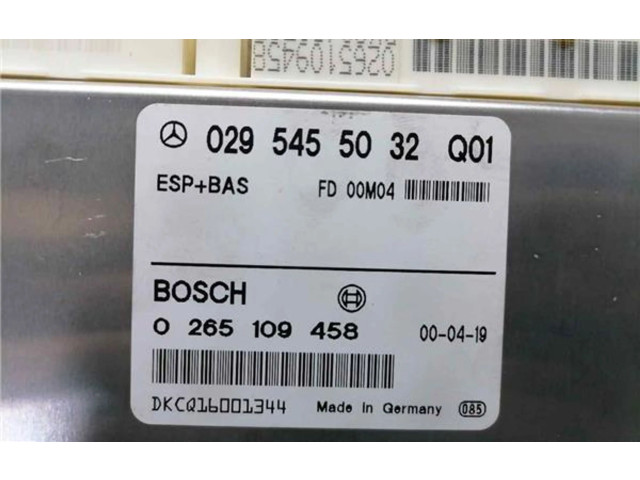 0265109458
029 545 50 32 Q01
ESP+BAS FD 00M04
BOSCH
0 265 109 458 00-04-19
DKCQ16001344 Made In Germany 085